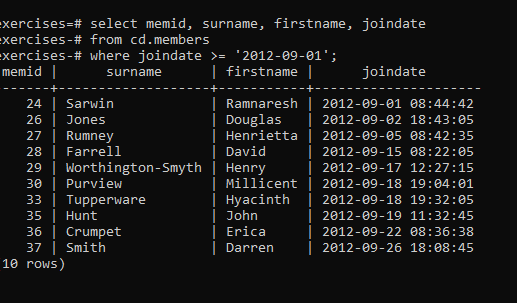 exercises=# select memid, surname, firstname, joindate
exercises-# from cd.members
exercises-# where joindate >= '2012-09-01';
memid |      surname      | firstname |      joindate
------+-------------------+-----------+---------------------
   24 | Sarwin            | Ramnaresh | 2012-09-01 08:44:42
   26 | Jones             | Douglas   | 2012-09-02 18:43:05
   27 | Rumney            | Henrietta | 2012-09-05 08:42:35
   28 | Farrell           | David     | 2012-09-15 08:22:05
   29 | Worthington-Smyth | Henry     | 2012-09-17 12:27:15
   30 | Purview           | Millicent | 2012-09-18 19:04:01
   33 | Tupperware        | Hyacinth  | 2012-09-18 19:32:05
   35 | Hunt              | John      | 2012-09-19 11:32:45
   36 | Crumpet           | Erica     | 2012-09-22 08:36:38
   37 | Smith             | Darren    | 2012-09-26 18:08:45
10 rows)